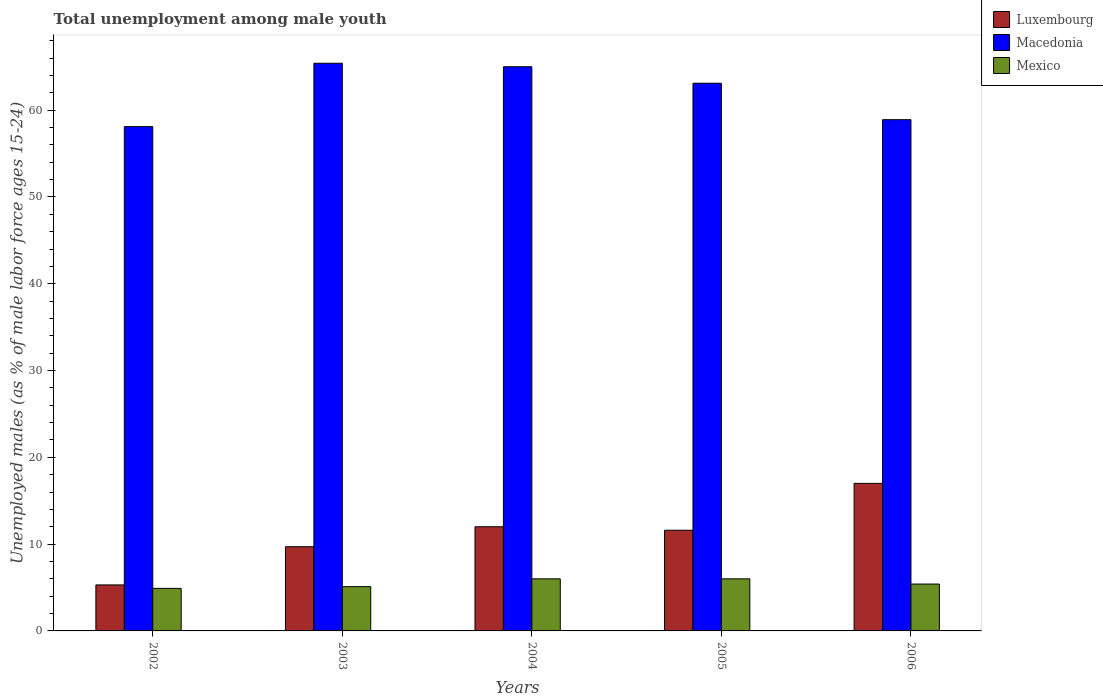 Total unemployment among male youth
Luxembourg
Macedonia
Mexico
Unemployed males (as % of male labor force ages 15-24)
0
10
20
30
40
50
60
2002
2003
2004
2005
2006
Years